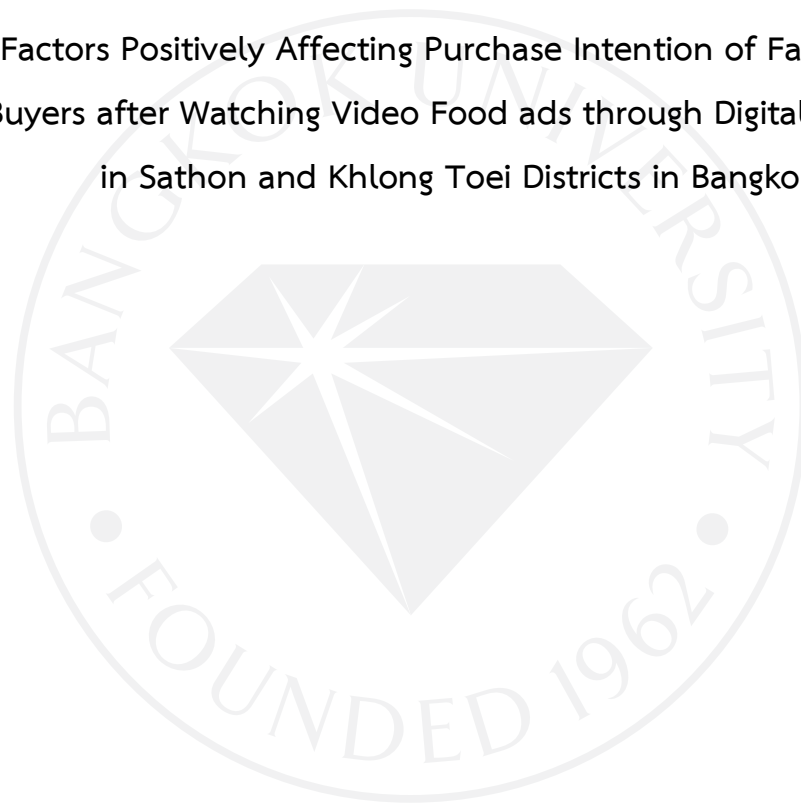 Factors Positively Affecting Purchase Intention of Fa
Buyers after Watching Video Food ads through Digital
in Sathon and Khlong Toei Districts in Bangko
BANGKOK UNIVERSITY
• FOUNDED 1962 •